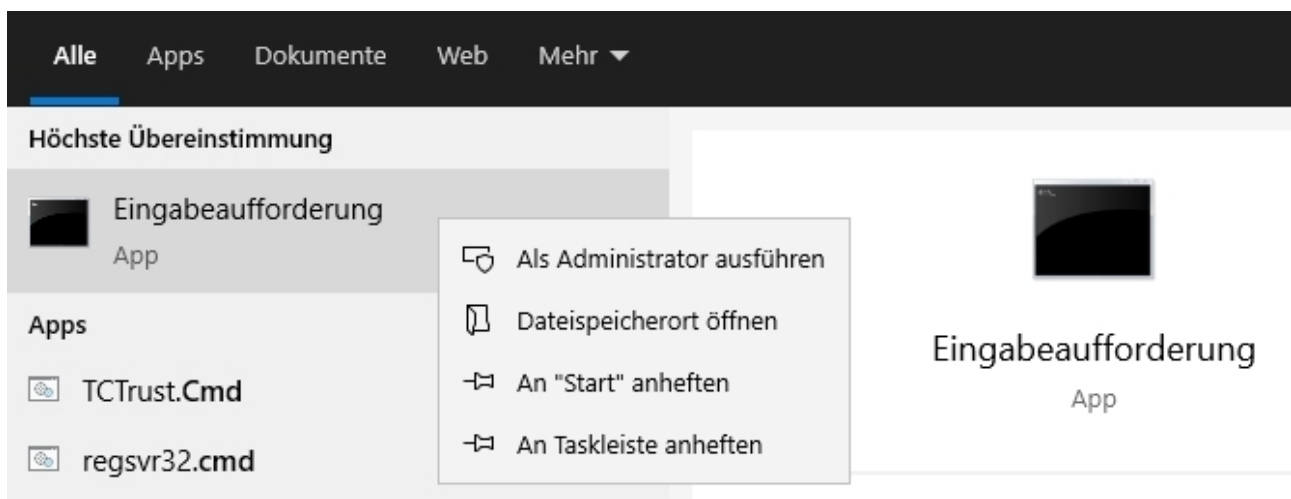 Alle Apps Dokumente Web Mehr
Höchste Übereinstimmung
Eingabeaufforderung
App
Apps
TCTrust.Cmd
regsvr32.cmd
Als Administrator ausführen
Dateispeicherort öffnen
An "Start" anheften
An Taskleiste anheften
Eingabeaufforderung
App